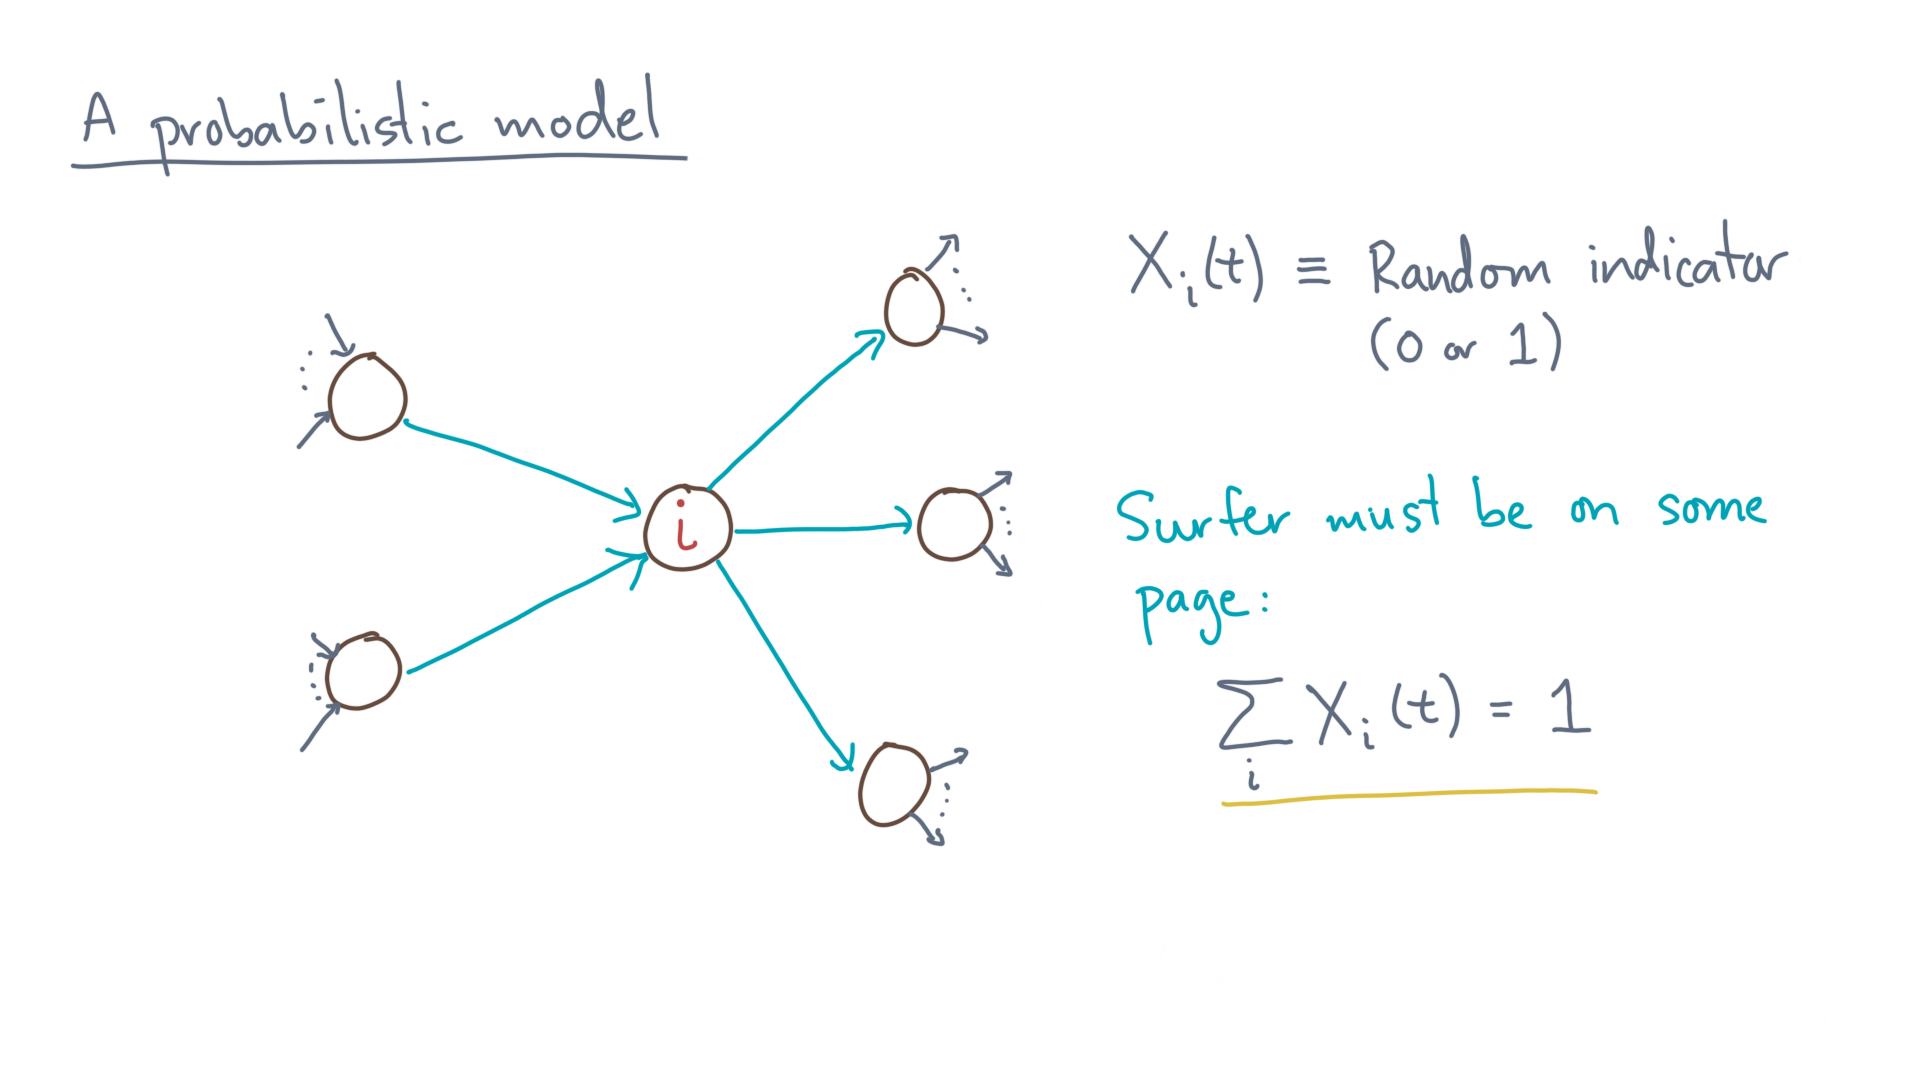 A probabilistic model
X_i(t) ≡ Random indicator
(0 or 1)
i
Surfer must be on some
page:
∑_i X_i(t) = 1